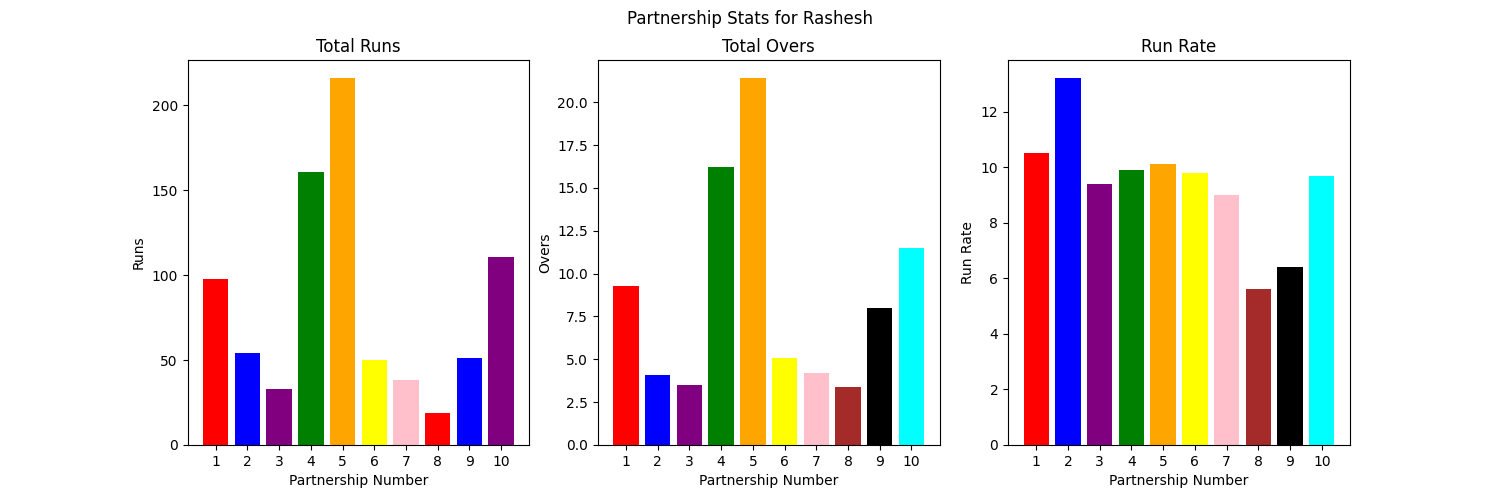 Partnership Stats for Rashesh
Total Runs
Runs
200
150
100
50
0
1 2 3 4 5 6 7 8 9 10
Partnership Number
Total Overs
Overs
20.0
17.5
15.0
12.5
10.0
7.5
5.0
2.5
0.0
1 2 3 4 5 6 7 8 9 10
Partnership Number
Run Rate
Run Rate
12
10
8
6
4
2
0
1 2 3 4 5 6 7 8 9 10
Partnership Number